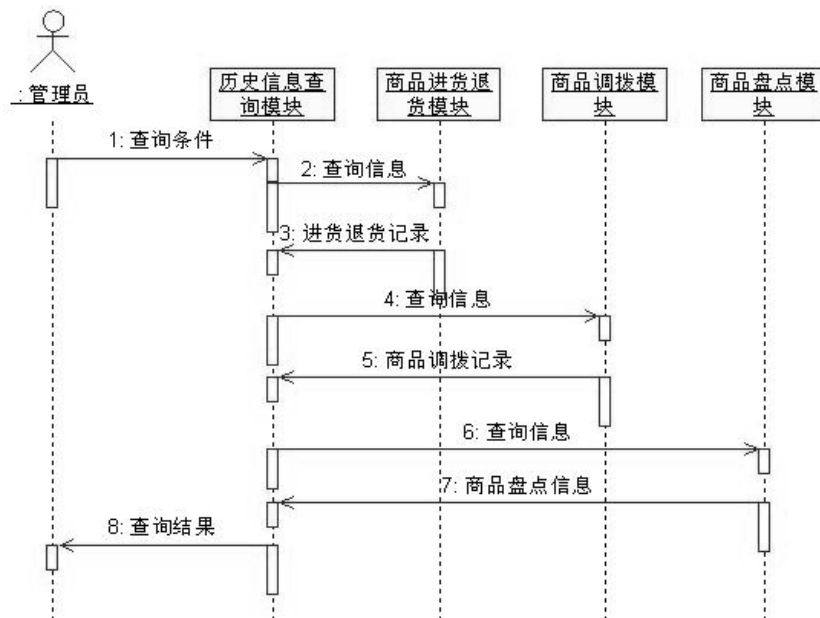 : 管理员
历史信息查
询模块
商品进货退
货模块
商品调拨模
块
商品盘点模
块
1: 查询条件
2: 查询信息
3: 进货退货记录
4: 查询信息
5: 商品调拨记录
6: 查询信息
7: 商品盘点信息
8: 查询结果